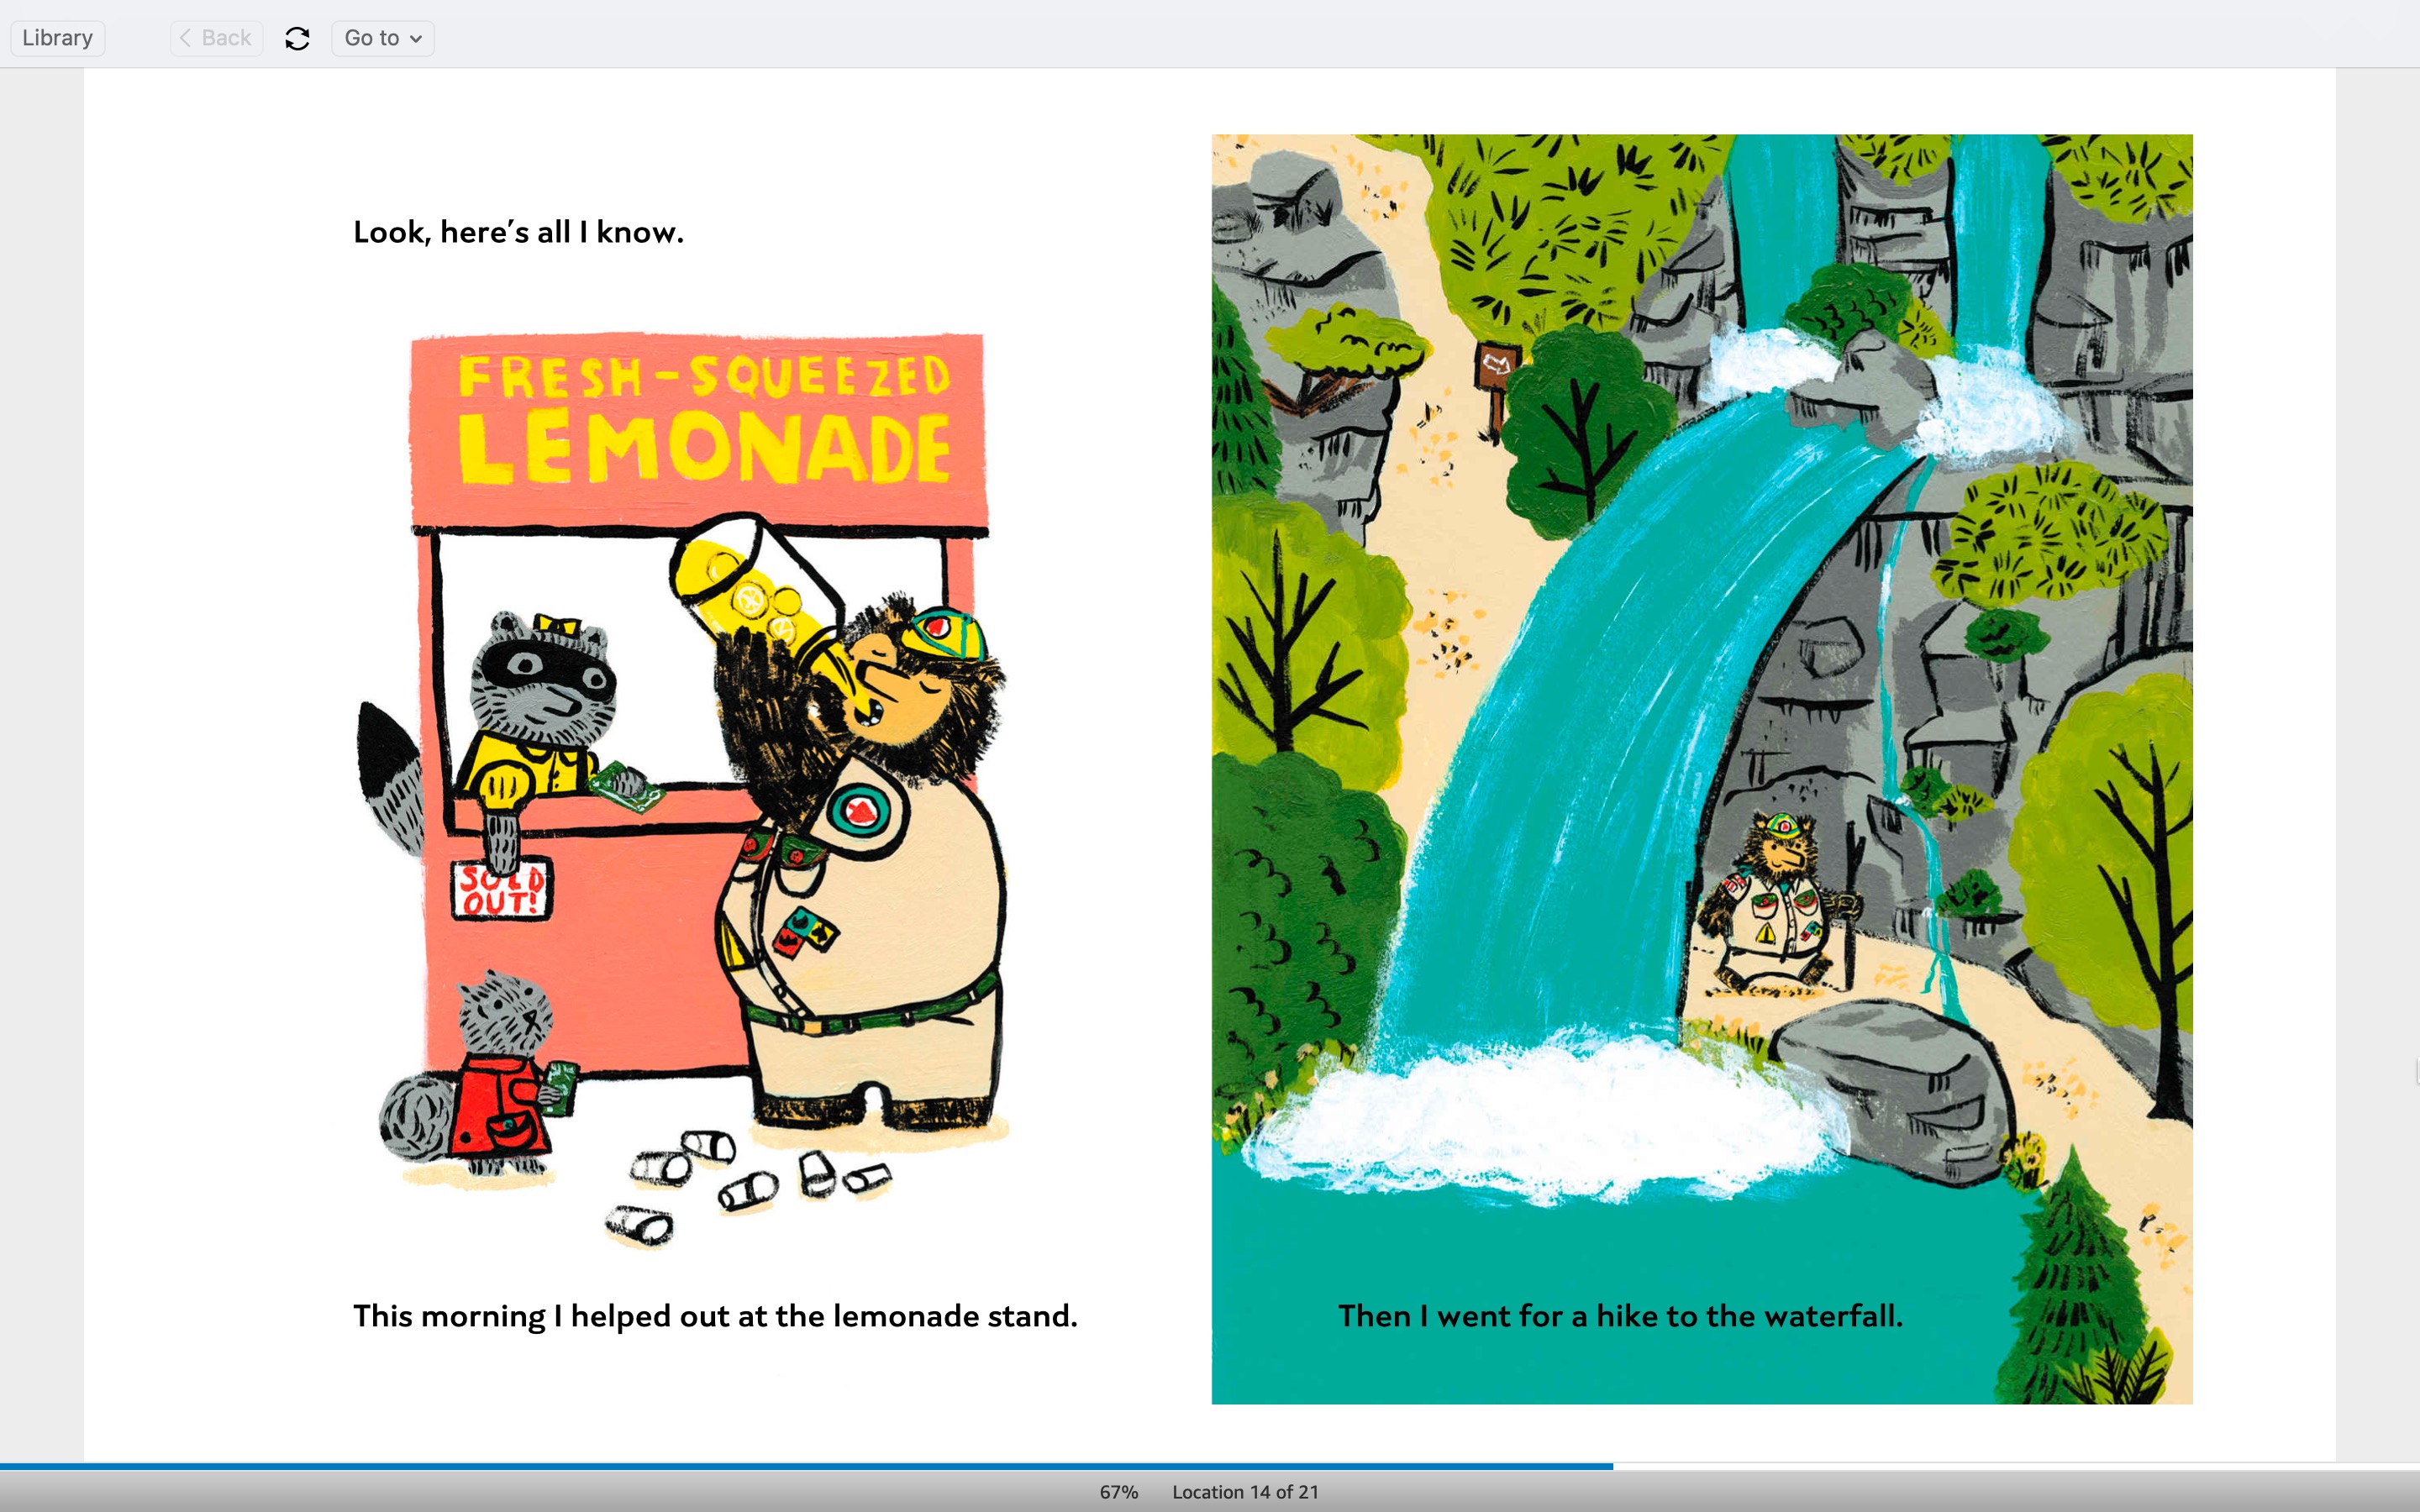 Library
Back
Go to
Look, here's all I know.
FRESH-SQUEEZED
LEMONADE
SOLD
OUT!
This morning I helped out at the lemonade stand.
Then I went for a hike to the waterfall.
67%
Location 14 of 21